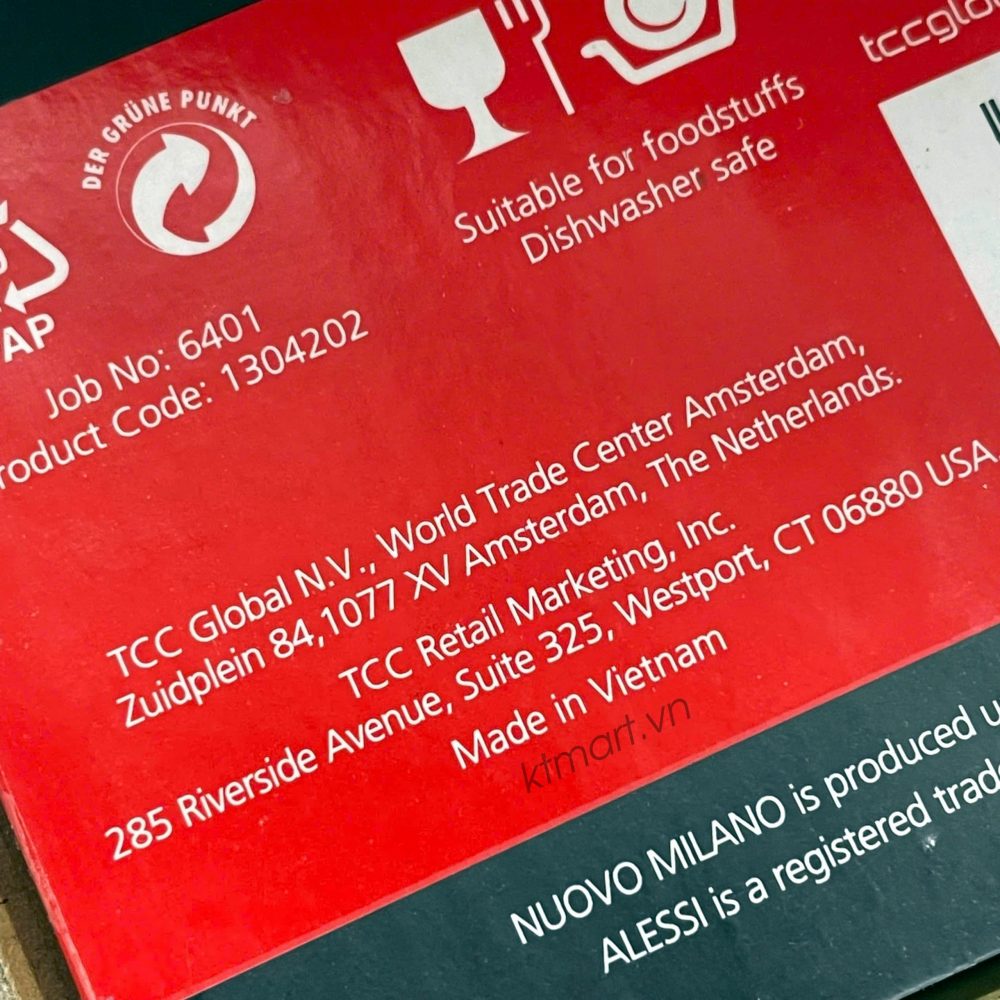 DER GRÜNE PUNKT
tccglo
Suitable for foodstuffs
Dishwasher safe
AP
Job No: 6401
roduct Code: 1304202
TCC Global N.V., World Trade Center Amsterdam,
Zuidplein 84,1077 XV Amsterdam, The Netherlands.
TCC Retail Marketing, Inc.
285 Riverside Avenue, Suite 325, Westport, CT 06880 USA.
Made in Vietnam
ktmart.vn
NUOVO MILANO is produced u
ALESSI is a registered trad